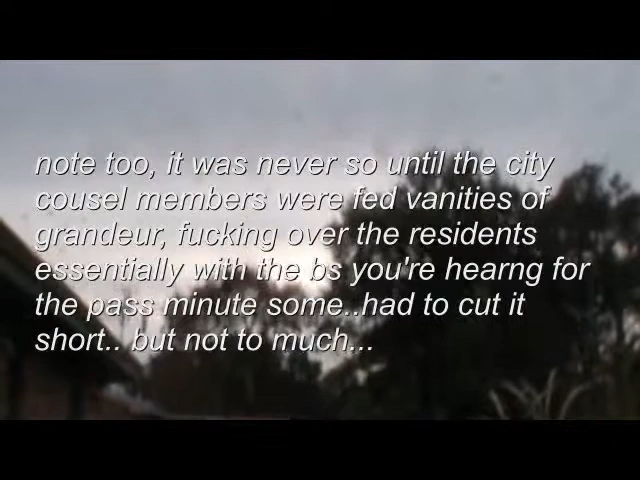 note too, it was never so until the city
cousel members were fed vanities of
grandeur, fucking over the residents
essentially with the bs you're hearng for
the pass minute some..had to cut it
short.. but not to much...